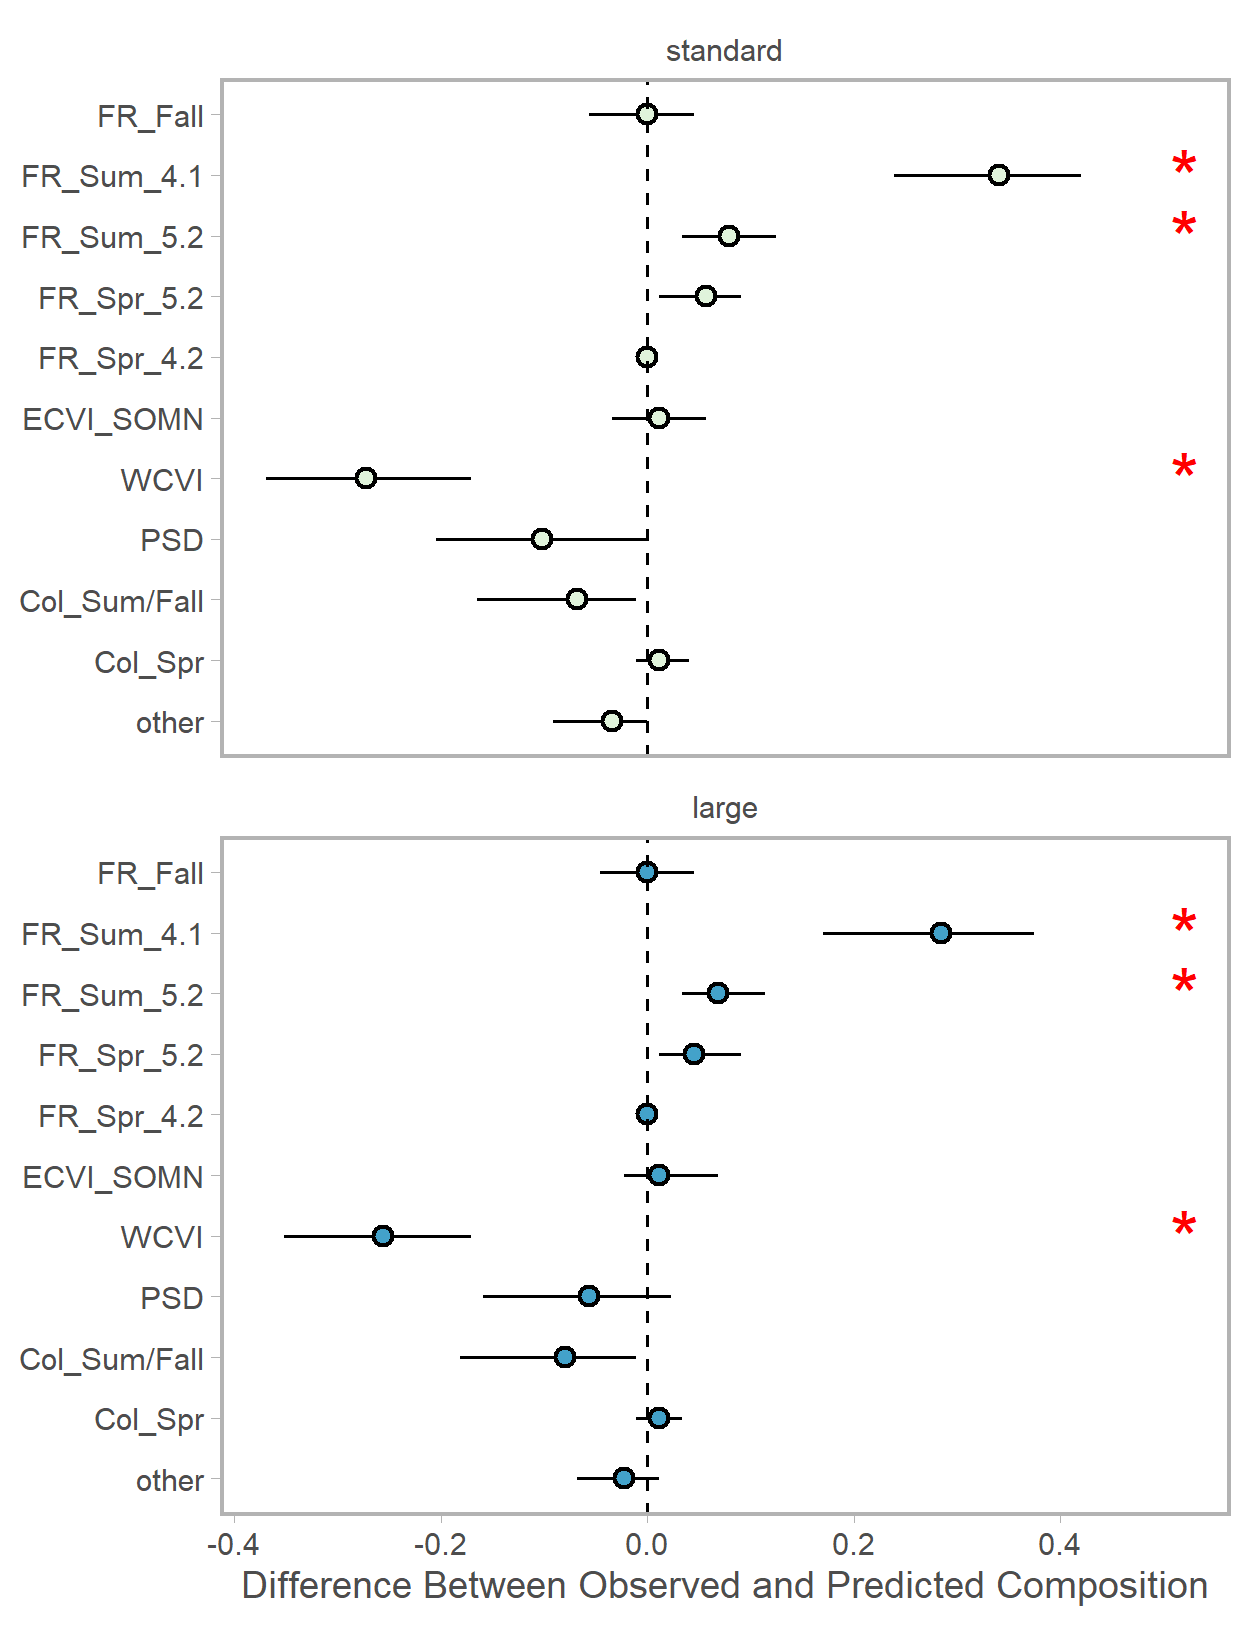 standard
FR_Fall
FR_Sum_4.1 *
FR_Sum_5.2 *
FR_Spr_5.2
FR_Spr_4.2
ECVI_SOMN
WCVI *
PSD
Col_Sum/Fall
Col_Spr
other
large
FR_Fall
FR_Sum_4.1 *
FR_Sum_5.2 *
FR_Spr_5.2
FR_Spr_4.2
ECVI_SOMN
WCVI *
PSD
Col_Sum/Fall
Col_Spr
other
-0.4 -0.2 0.0 0.2 0.4
Difference Between Observed and Predicted Composition